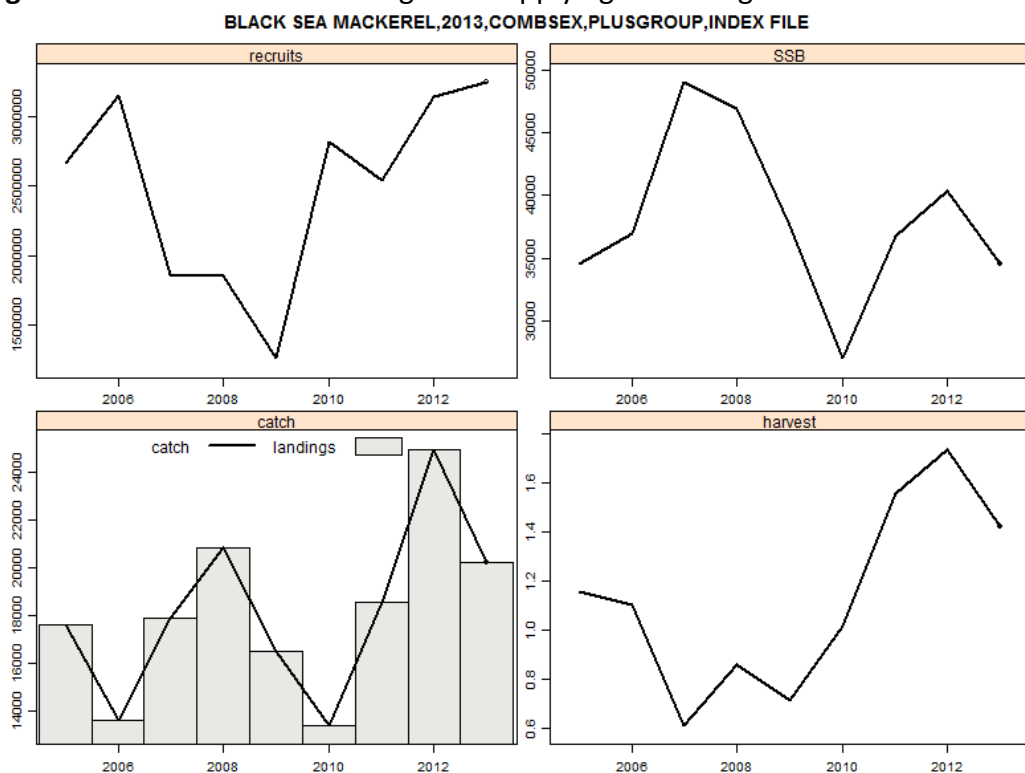 BLACK SEA MACKEREL,2013,COMBSEX,PLUSGROUP,INDEX FILE
recruits
3000000
2500000
2000000
1500000
2006 2008 2010 2012
SSB
50000
45000
40000
35000
30000
2006 2008 2010 2012
catch
catch landings
24000
22000
20000
18000
16000
14000
2006 2008 2010 2012
harvest
1.6
1.4
1.2
1.0
0.8
0.6
2006 2008 2010 2012